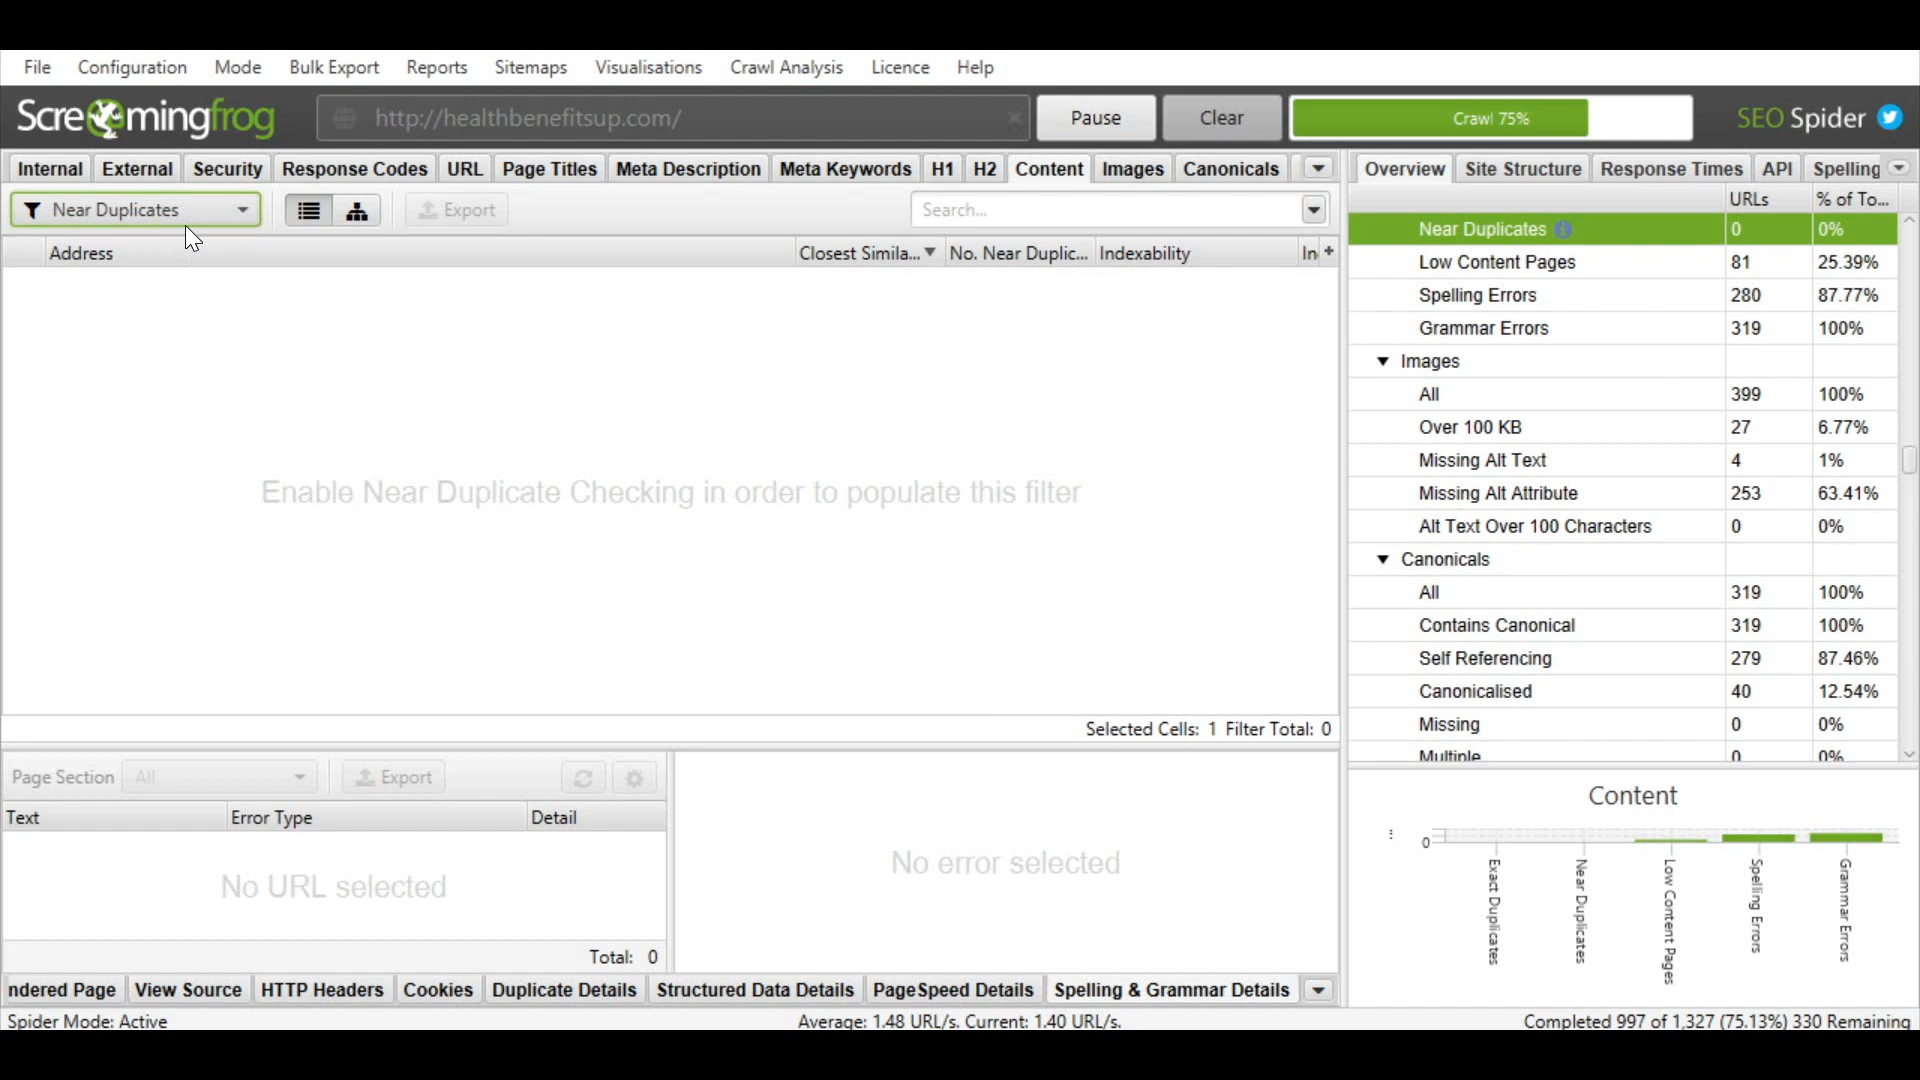 File Configuration Mode Bulk Export Reports Sitemaps Visualisations Crawl Analysis Licence Help
Screamingfrog http://healthbenefitsup.com/ Pause Clear Crawl 75% SEO Spider
Internal External Security Response Codes URL Page Titles Meta Description Meta Keywords H1 H2 Content Images Canonicals
Overview Site Structure Response Times API Spelling
Near Duplicates Export Search...
URLs % of To...
Address Closest Simila... No. Near Duplic... Indexability In +
Near Duplicates 0 0%
Low Content Pages 81 25.39%
Spelling Errors 280 87.77%
Grammar Errors 319 100%
Images
All 399 100%
Over 100 KB 27 6.77%
Missing Alt Text 4 1%
Missing Alt Attribute 253 63.41%
Alt Text Over 100 Characters 0 0%
Canonicals
All 319 100%
Contains Canonical 319 100%
Self Referencing 279 87.46%
Canonicalised 40 12.54%
Missing 0 0%
Multiple 0 0%
Enable Near Duplicate Checking in order to populate this filter
Selected Cells: 1 Filter Total: 0
Page Section All Export
Text Error Type Detail
No URL selected
Total: 0
No error selected
Content
0
Exact Duplicates
Near Duplicates
Low Content Pages
Spelling Errors
Grammar Errors
ndered Page View Source HTTP Headers Cookies Duplicate Details Structured Data Details PageSpeed Details Spelling & Grammar Details
Spider Mode: Active Average: 1.48 URL/s. Current: 1.40 URL/s. Completed 997 of 1,327 (75.13%) 330 Remaining